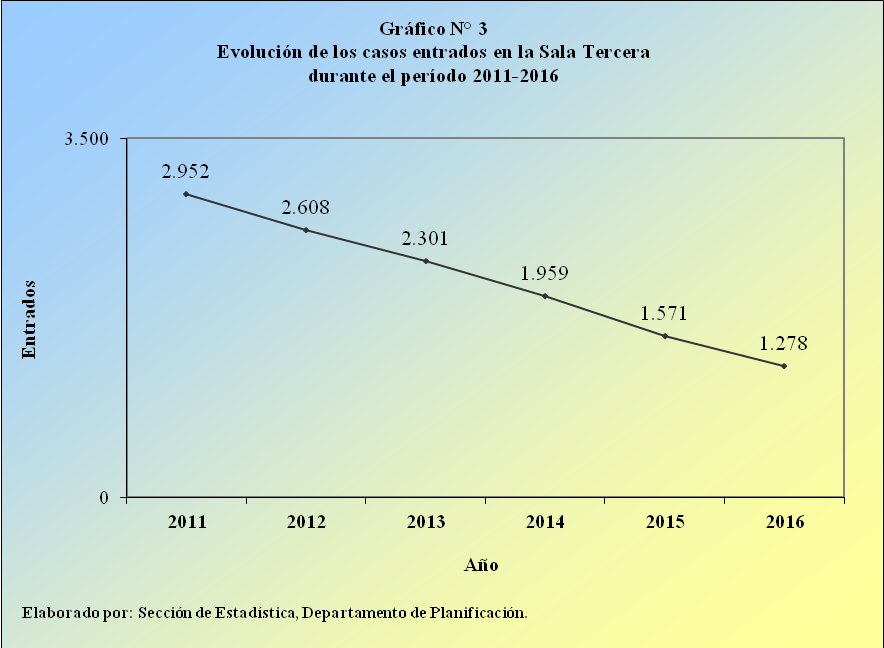 Gráfico N° 3
Evolución de los casos entrados en la Sala Tercera
durante el período 2011-2016
3.500
2.952
2.608
2.301
1.959
1.571
1.278
Entrados
0
2011
2012
2013
2014
2015
2016
Año
Elaborado por: Sección de Estadística, Departamento de Planificación.